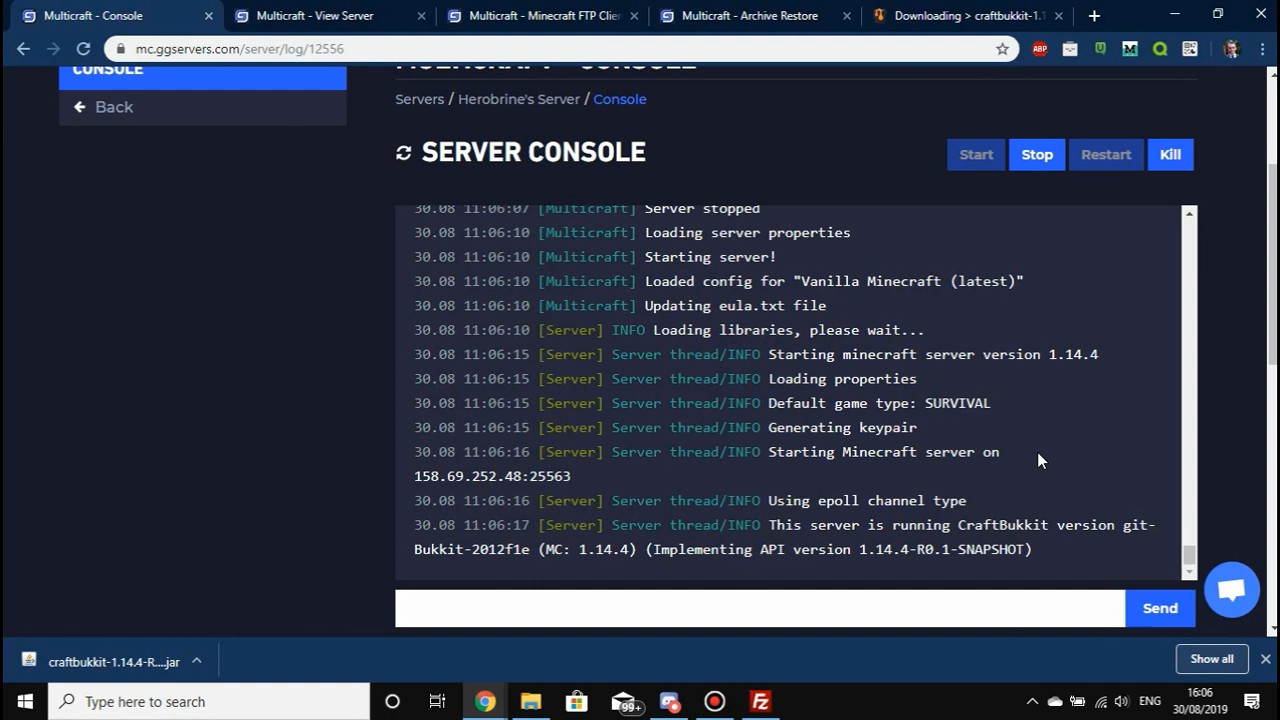 Multicraft - Console
Multicraft - View Server
Multicraft - Minecraft FTP Clien
Multicraft - Archive Restore
Downloading > craftbukkit-1.1
mc.ggservers.com/server/log/12556
ABP
CONSOLE
Back
MULTICRAFT - CONSOLE
Servers / Herobrine's Server / Console
SERVER CONSOLE
Start
Stop
Restart
Kill
30.08 11:06:07 [Multicraft] Server stopped
30.08 11:06:10 [Multicraft] Loading server properties
30.08 11:06:10 [Multicraft] Starting server!
30.08 11:06:10 [Multicraft] Loaded config for "Vanilla Minecraft (latest)"
30.08 11:06:10 [Multicraft] Updating eula.txt file
30.08 11:06:10 [Server] INFO Loading libraries, please wait...
30.08 11:06:15 [Server] Server thread/INFO Starting minecraft server version 1.14.4
30.08 11:06:15 [Server] Server thread/INFO Loading properties
30.08 11:06:15 [Server] Server thread/INFO Default game type: SURVIVAL
30.08 11:06:15 [Server] Server thread/INFO Generating keypair
30.08 11:06:16 [Server] Server thread/INFO Starting Minecraft server on
158.69.252.48:25563
30.08 11:06:16 [Server] Server thread/INFO Using epoll channel type
30.08 11:06:17 [Server] Server thread/INFO This server is running CraftBukkit version git-
Bukkit-2012f1e (MC: 1.14.4) (Implementing API version 1.14.4-R0.1-SNAPSHOT)
Send
craftbukkit-1.14.4-R....jar
Show all
Type here to search
99+
ENG
16:06
30/08/2019